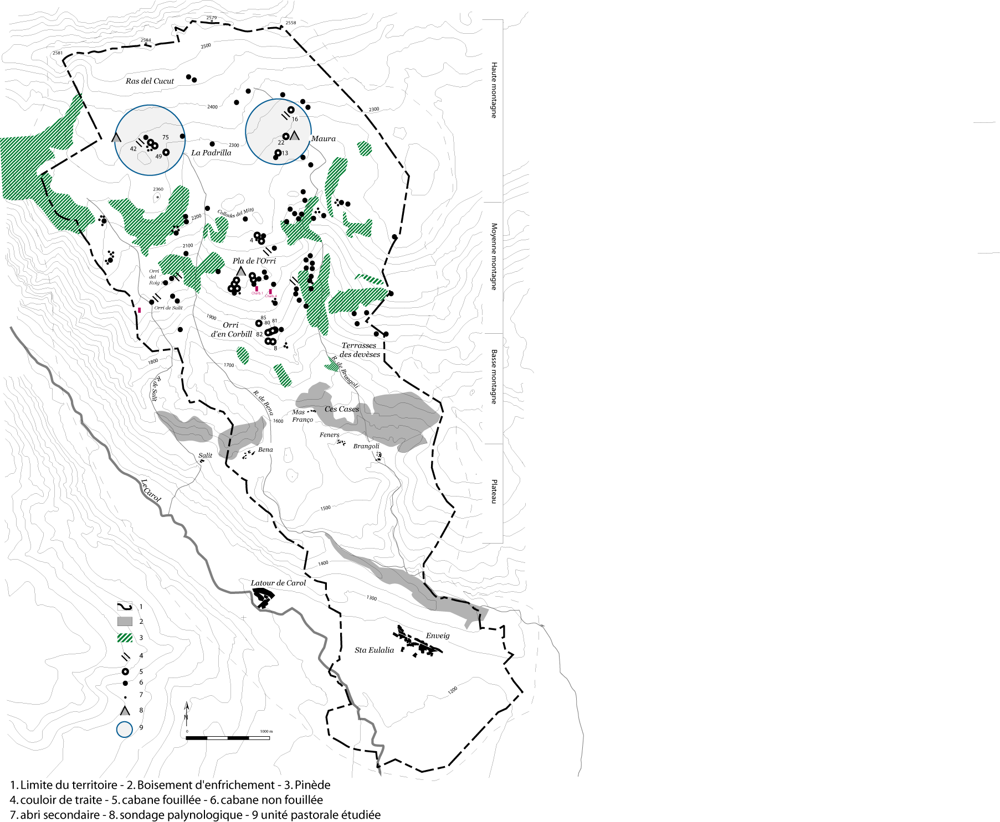 2579
2558
2584
2581
2500
Ras del Cucut
2400
2300
16
75
42
49
22
13
Maura
2300
La Padrilla
2360
2200
Collades del Mitg
4
2100
Pla de l'Orri
Orri
del
Roig ?
Charb. 1
Charb. 4
Orri de Salit
1900
85
80
81
82
8
Orri
d'en Corbill
Terrasses
des devèses
1800
1700
R. de Brangoli
R. de Salit
R. de Bena
1600
Mas
Franço
Ces Cases
Feners
Brangoli
Bena
Salit
Le Carol
1500
1400
Latour de Carol
1300
Enveig
Sta Eulalia
1200
Haute montagne
Moyenne montagne
Basse montagne
Plateau
1
2
3
4
5
6
7
8
9
N
0
1000 m
1. Limite du territoire - 2. Boisement d'enfrichement - 3. Pinède
4. couloir de traite - 5. cabane fouillée - 6. cabane non fouillée
7. abri secondaire - 8. sondage palynologique - 9 unité pastorale étudiée